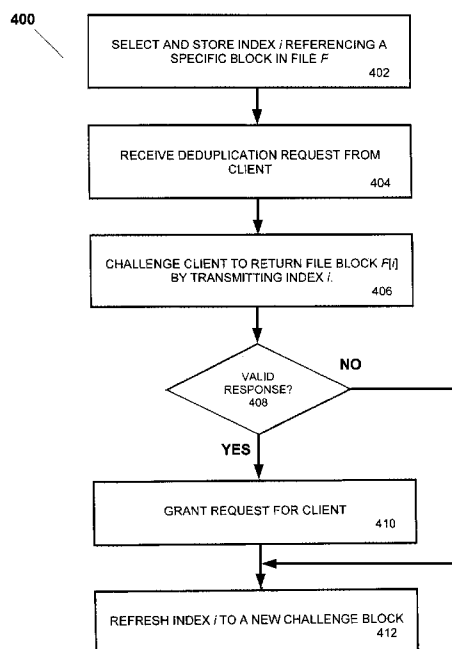 400
SELECT AND STORE INDEX i REFERENCING A
SPECIFIC BLOCK IN FILE F
402
RECEIVE DEDUPLICATION REQUEST FROM
CLIENT
404
CHALLENGE CLIENT TO RETURN FILE BLOCK F[i]
BY TRANSMITTING INDEX i.
406
VALID
RESPONSE?
408
NO
YES
GRANT REQUEST FOR CLIENT
410
REFRESH INDEX i TO A NEW CHALLENGE BLOCK
412